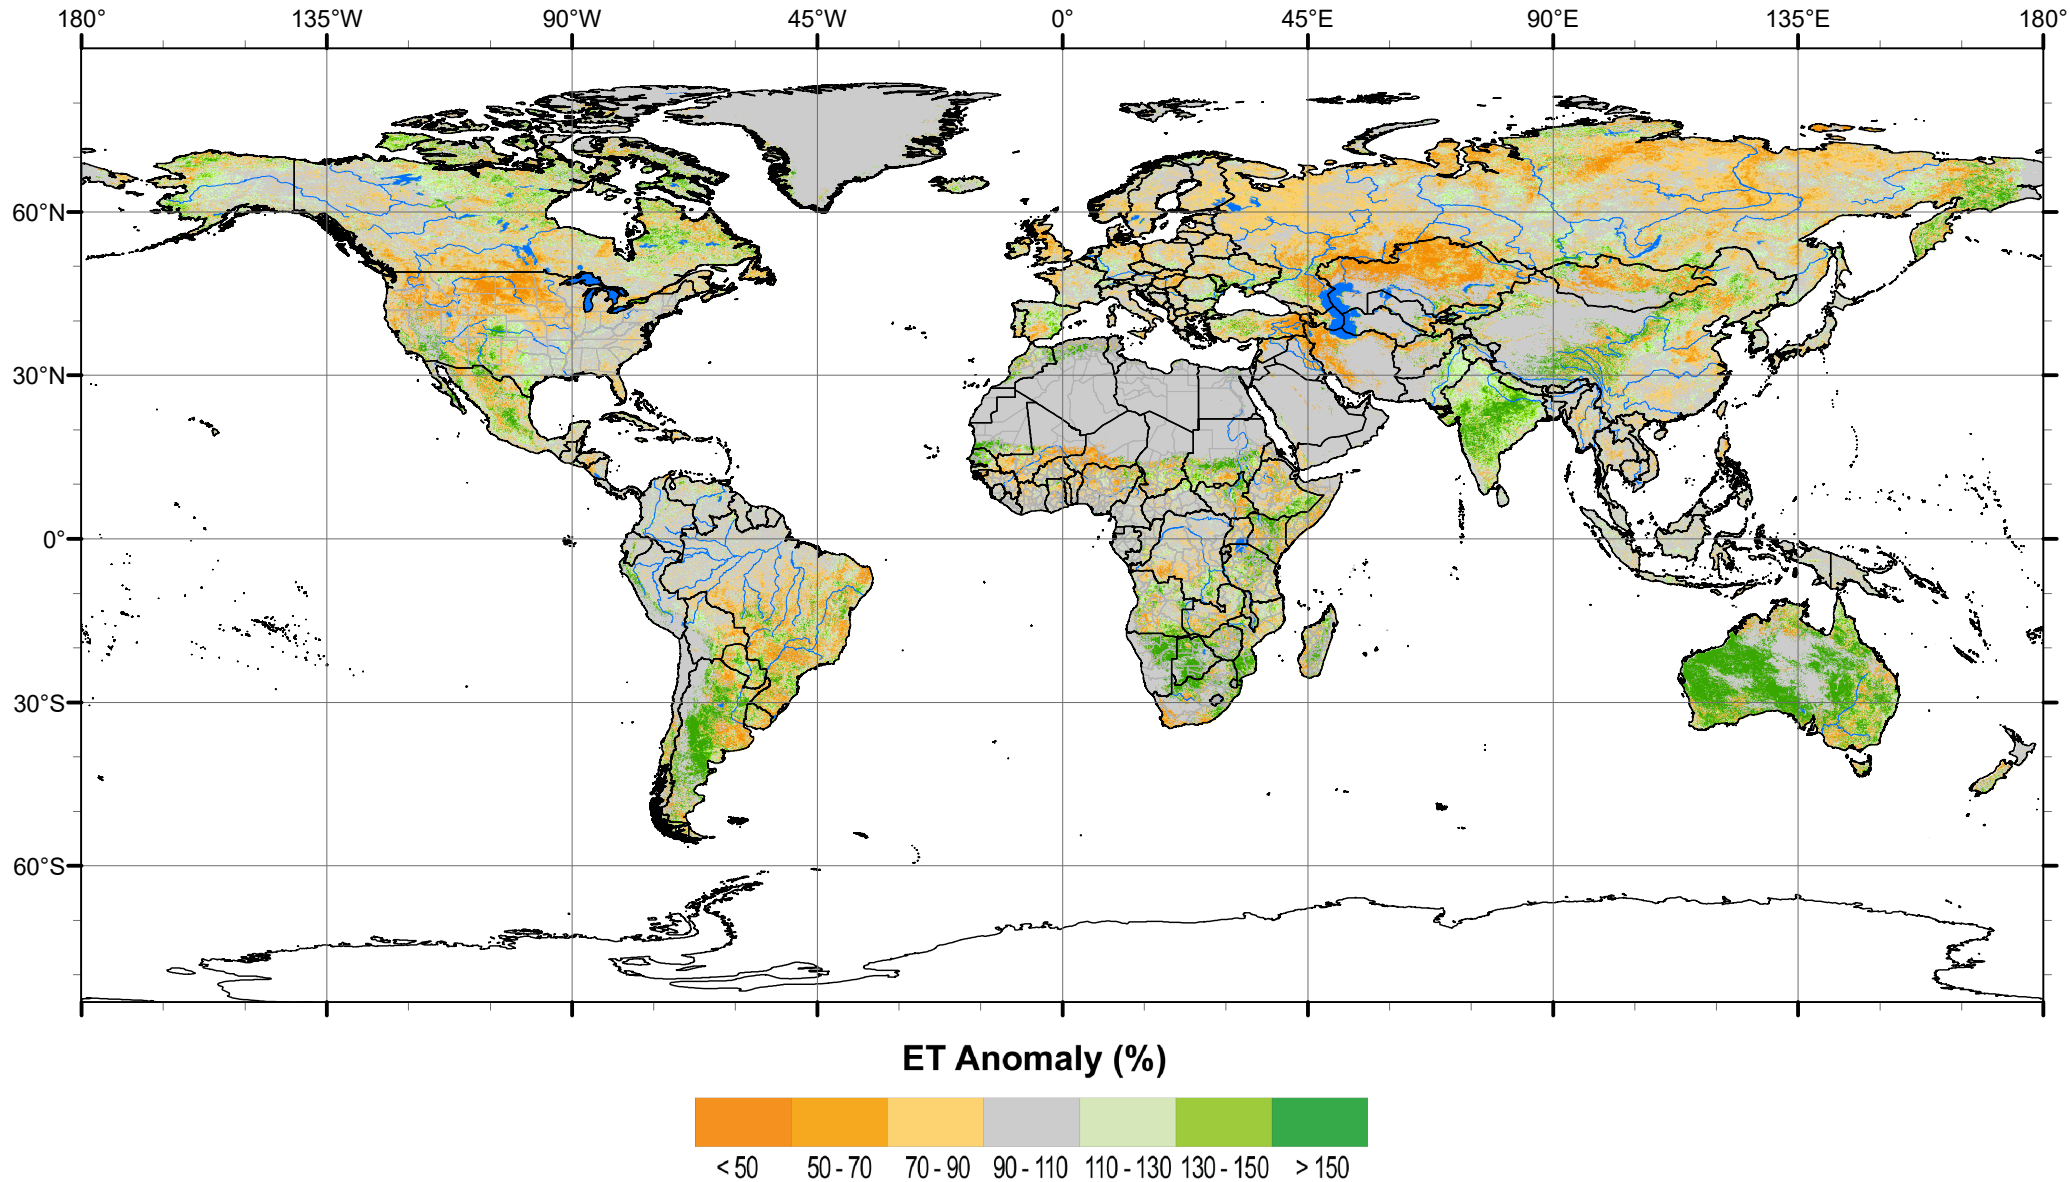 180° 135°W 90°W 45°W 0° 45°E 90°E 135°E 180°
60°N
30°N
0°
30°S
60°S
ET Anomaly (%)
< 50 50 - 70 70 - 90 90 - 110 110 - 130 130 - 150 > 150